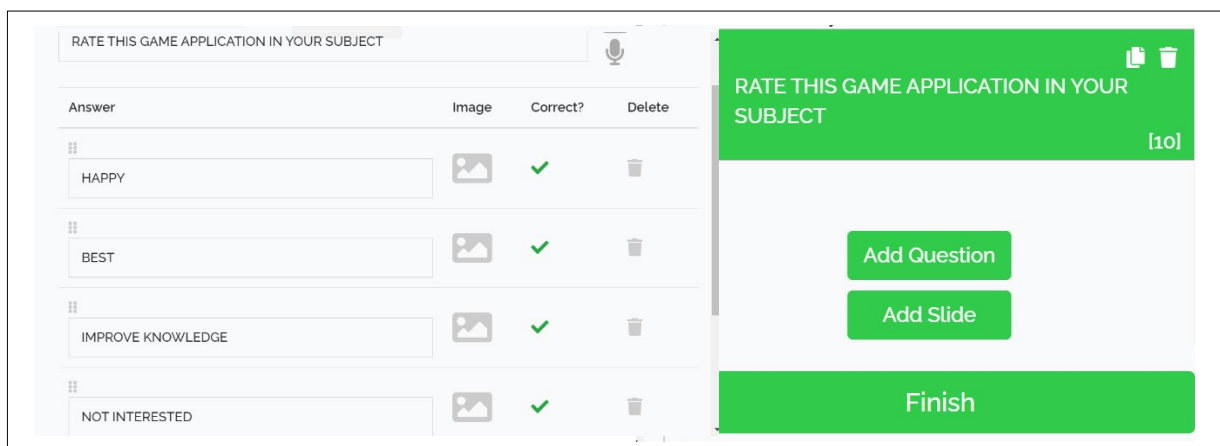 RATE THIS GAME APPLICATION IN YOUR SUBJECT
Answer Image Correct? Delete
HAPPY
BEST
IMPROVE KNOWLEDGE
NOT INTERESTED
RATE THIS GAME APPLICATION IN YOUR
SUBJECT
[10]
Add Question
Add Slide
Finish